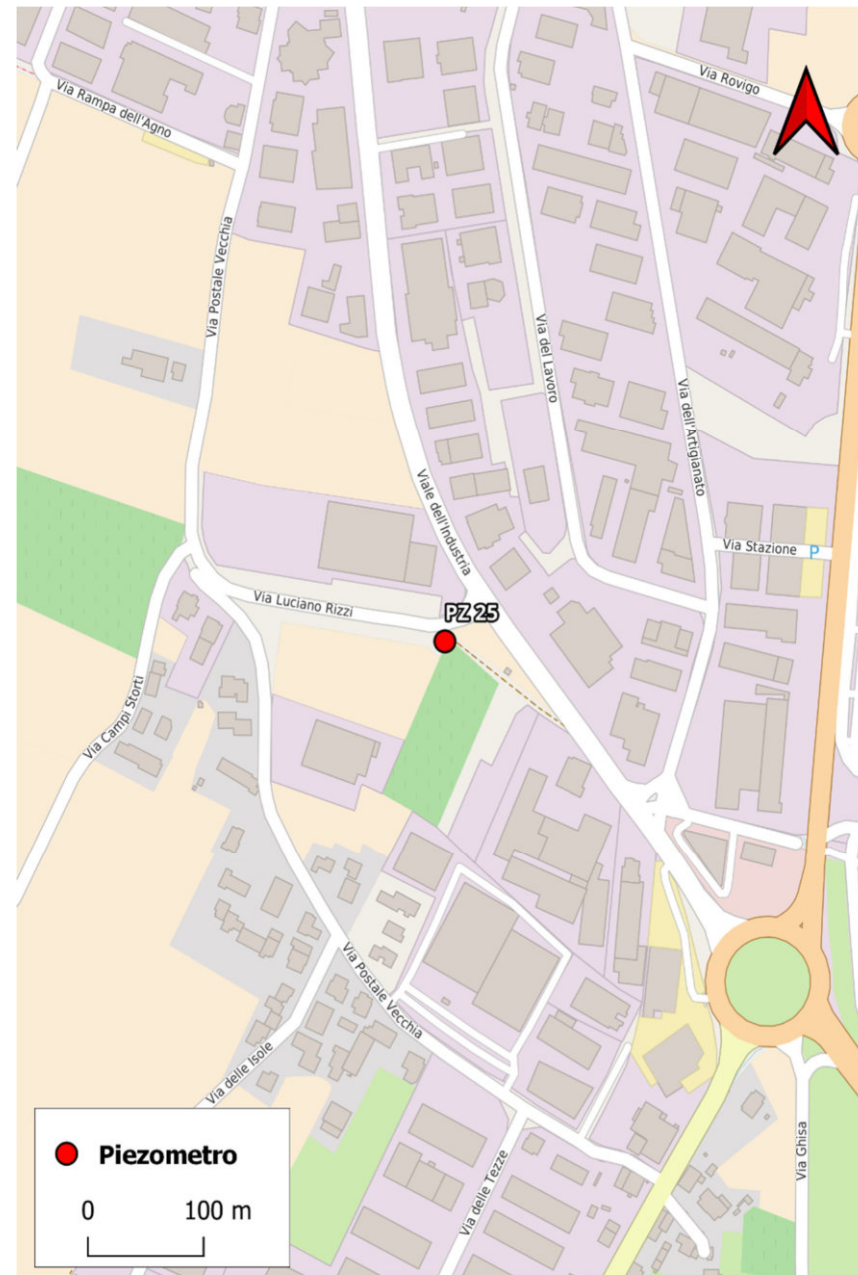 Via Rovigo
Via Rampa dell'Agno
Via Postale Vecchia
Via del Lavoro
Via dell'Artigianato
Viale dell'Industria
Via Stazione
P
Via Luciano Rizzi
PZ 25
Via Campi Storti
Via Postale Vecchia
Via delle Isole
Via delle Tezze
Via Ghisa
Piezometro
0 100 m